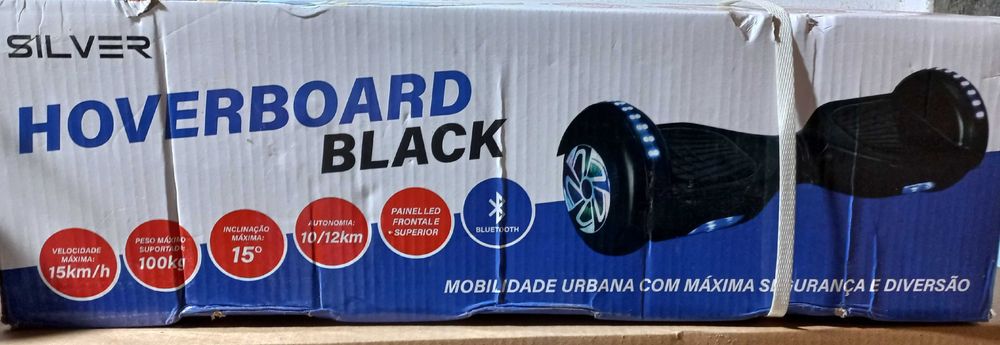 SILVER
HOVERBOARD
BLACK
VELOCIDADE
MÁXIMA:
15km/h
PESO MÁXIMO
SUPORTADO:
100kg
INCLINAÇÃO
MÁXIMA:
15°
AUTONOMIA:
10/12km
PAINEL LED
FRONTAL E
SUPERIOR
BLUETOOTH
MOBILIDADE URBANA COM MÁXIMA SEGURANÇA E DIVERSÃO